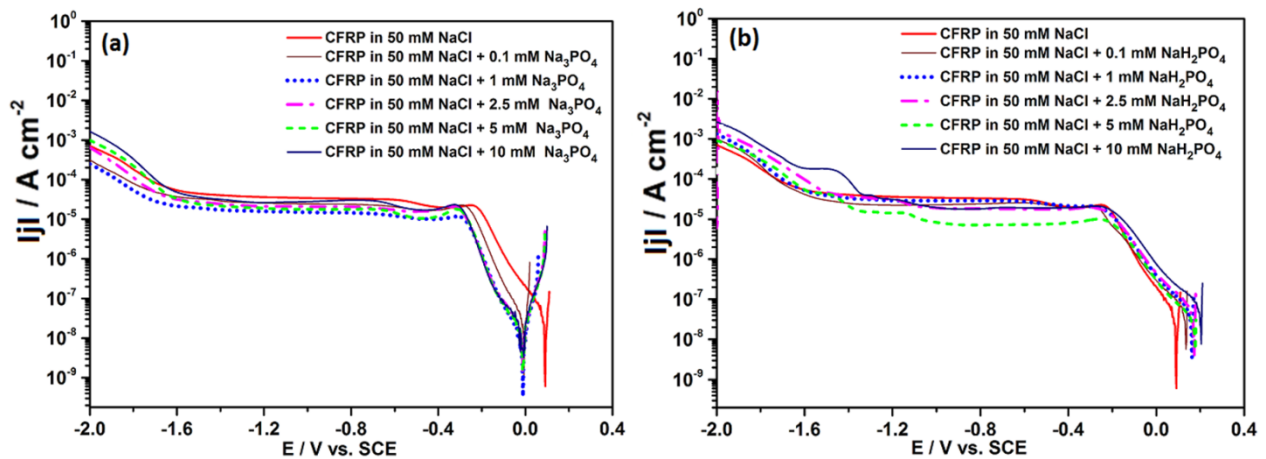 (a)
CFRP in 50 mM NaCl
CFRP in 50 mM NaCl + 0.1 mM Na₃PO₄
CFRP in 50 mM NaCl + 1 mM Na₃PO₄
CFRP in 50 mM NaCl + 2.5 mM Na₃PO₄
CFRP in 50 mM NaCl + 5 mM Na₃PO₄
CFRP in 50 mM NaCl + 10 mM Na₃PO₄
10⁰
10⁻¹
10⁻²
10⁻³
10⁻⁴
10⁻⁵
10⁻⁶
10⁻⁷
10⁻⁸
10⁻⁹
IjI / A cm⁻²
-2.0 -1.6 -1.2 -0.8 -0.4 0.0 0.4
E / V vs. SCE
(b)
CFRP in 50 mM NaCl
CFRP in 50 mM NaCl + 0.1 mM NaH₂PO₄
CFRP in 50 mM NaCl + 1 mM NaH₂PO₄
CFRP in 50 mM NaCl + 2.5 mM NaH₂PO₄
CFRP in 50 mM NaCl + 5 mM NaH₂PO₄
CFRP in 50 mM NaCl + 10 mM NaH₂PO₄
10⁰
10⁻¹
10⁻²
10⁻³
10⁻⁴
10⁻⁵
10⁻⁶
10⁻⁷
10⁻⁸
10⁻⁹
IjI / A cm⁻²
-2.0 -1.6 -1.2 -0.8 -0.4 0.0 0.4
E / V vs. SCE